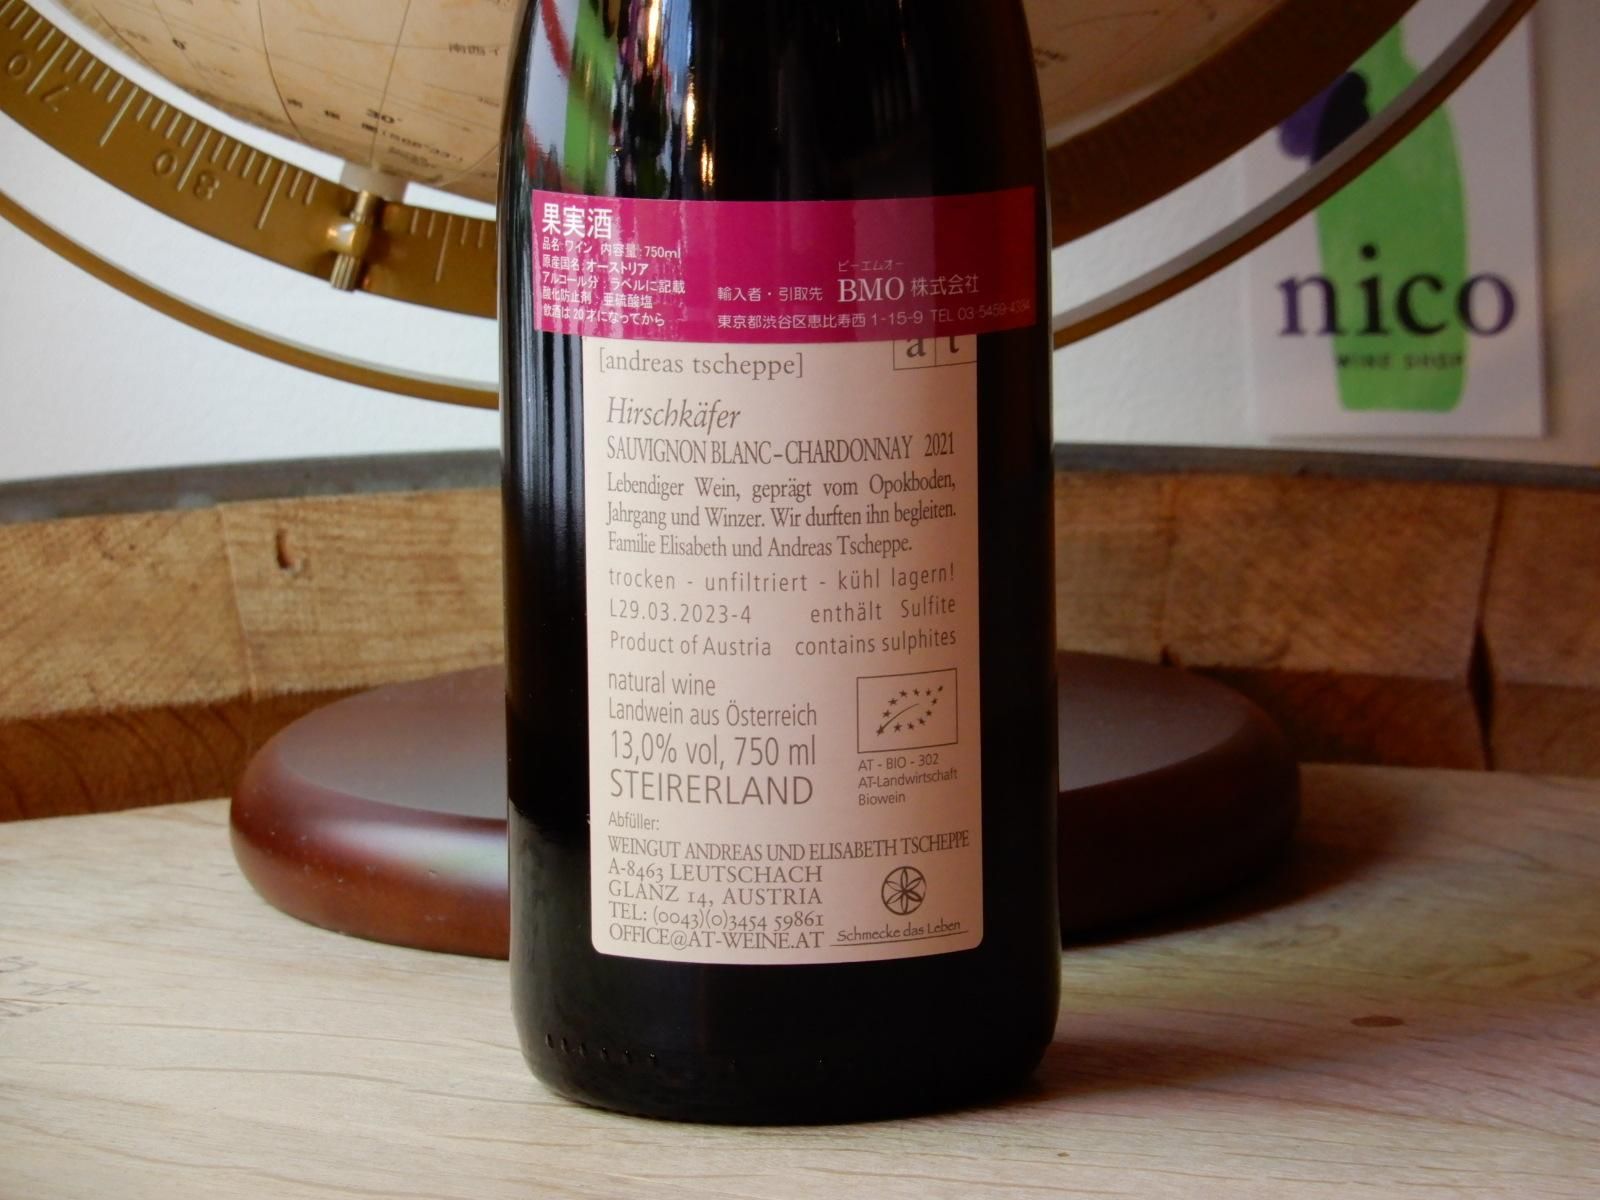 30°
果実酒
品名:ワイン 内容量:750ml
原産国名:オーストリア
アルコール分:ラベルに記載
酸化防止剤:亜硫酸塩
飲酒は20才になってから
ビーエムオー
輸入者・引取先 BMO 株式会社
東京都渋谷区恵比寿西1-15-9 TEL 03-5459-4334
[andreas tscheppe]
a t
Hirschkäfer
SAUVIGNON BLANC–CHARDONNAY 2021
Lebendiger Wein, geprägt vom Opokboden,
Jahrgang und Winzer. Wir durften ihn begleiten.
Familie Elisabeth und Andreas Tscheppe.
trocken - unfiltriert - kühl lagern!
L29.03.2023-4 enthält Sulfite
Product of Austria contains sulphites
natural wine
Landwein aus Österreich
13,0% vol, 750 ml
STEIRERLAND
AT - BIO - 302
AT-Landwirtschaft
Biowein
Abfüller:
WEINGUT ANDREAS UND ELISABETH TSCHEPPE
A-8463 LEUTSCHACH
GLANZ 14, AUSTRIA
TEL: (0043)(0)3454 59861
OFFICE@AT-WEINE.AT
Schmecke das Leben
nico
WINE SHOP